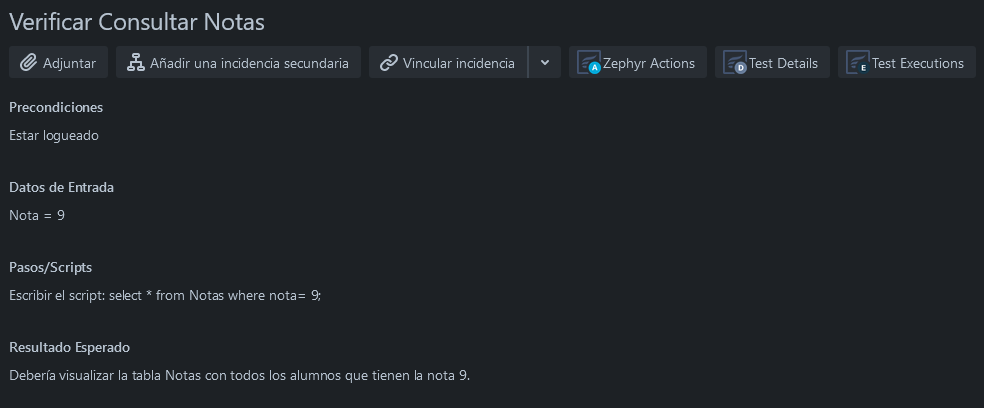 Verificar Consultar Notas
Adjuntar Añadir una incidencia secundaria Vincular incidencia A Zephyr Actions D Test Details E Test Executions
Precondiciones
Estar logueado
Datos de Entrada
Nota = 9
Pasos/Scripts
Escribir el script: select * from Notas where nota= 9;
Resultado Esperado
Debería visualizar la tabla Notas con todos los alumnos que tienen la nota 9.